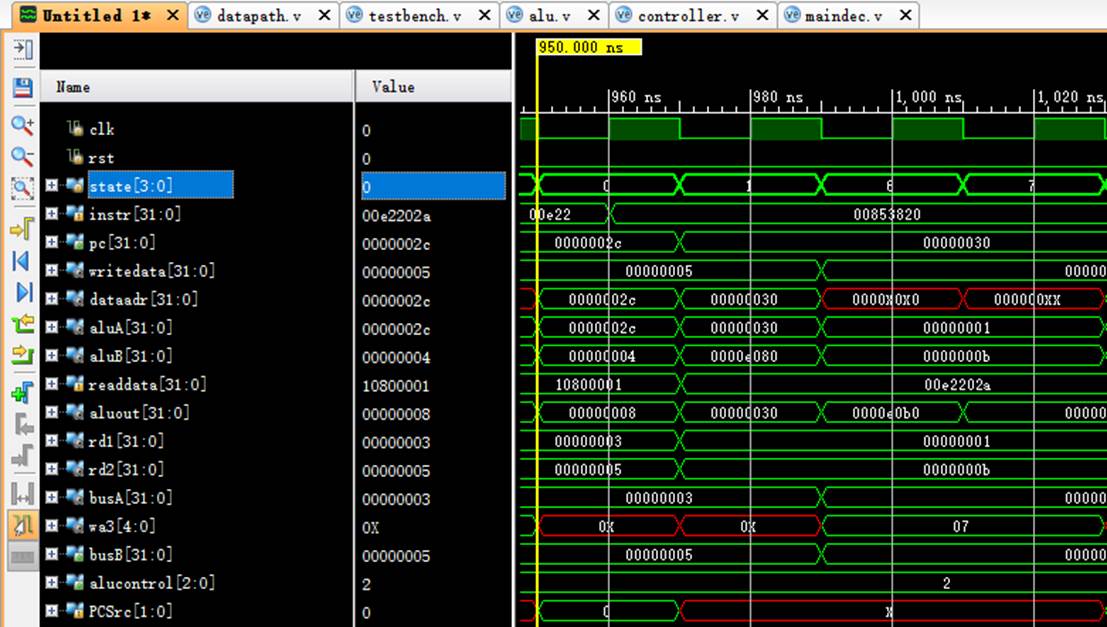 Untitled 1* datapath.v testbench.v alu.v controller.v maindec.v
950.000 ns
Name Value 960 ns 980 ns 1,000 ns 1,020 ns
clk 0
rst 0
state[3:0] 0 0 1 6 7
instr[31:0] 00e2202a 00e22 00853820
pc[31:0] 0000002c 0000002c 00000030
writedata[31:0] 00000005 00000005 00000
dataadr[31:0] 0000002c 0000002c 00000030 0000X0X0 000000XX
aluA[31:0] 0000002c 0000002c 00000030 00000001
aluB[31:0] 00000004 00000004 0000e080 0000000b
readdata[31:0] 10800001 10800001 00e2202a
aluout[31:0] 00000008 00000008 00000030 0000e0b0 00000
rd1[31:0] 00000003 00000003 00000001
rd2[31:0] 00000005 00000005 0000000b
busA[31:0] 00000003 00000003 00000
wa3[4:0] 0X 0X 0X 07
busB[31:0] 00000005 00000005 00000
alucontrol[2:0] 2 2
PCSrc[1:0] 0 0 X